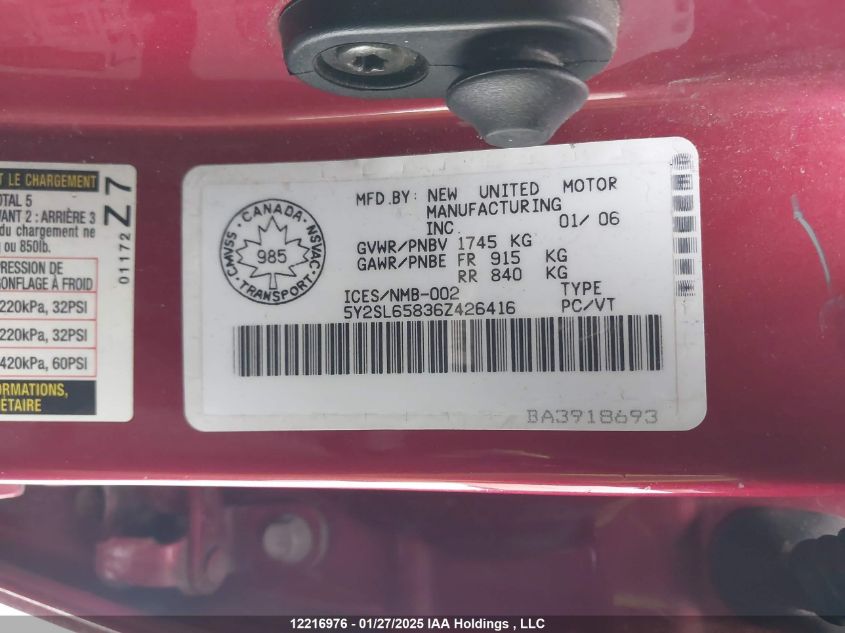 T LE CHARGEMENT
OTAL 5
VANT 2 : ARRIÈRE 3
du chargement ne
ou 850lb.
RESSION DE
GONFLAGE À FROID
220kPa, 32PSI
220kPa, 32PSI
420kPa, 60PSI
ORMATIONS,
ÉTAIRE
01172 Z7
CANADA
CMVSS
NSVAC
985
TRANSPORT
MFD.BY: NEW UNITED MOTOR
MANUFACTURING
INC. 01/ 06
GVWR/PNBV 1745 KG
GAWR/PNBE FR 915 KG
RR 840 KG
ICES/NMB-002 TYPE
5Y2SL65836Z426416 PC/VT
BA3918693
12216976 - 01/27/2025 IAA Holdings , LLC